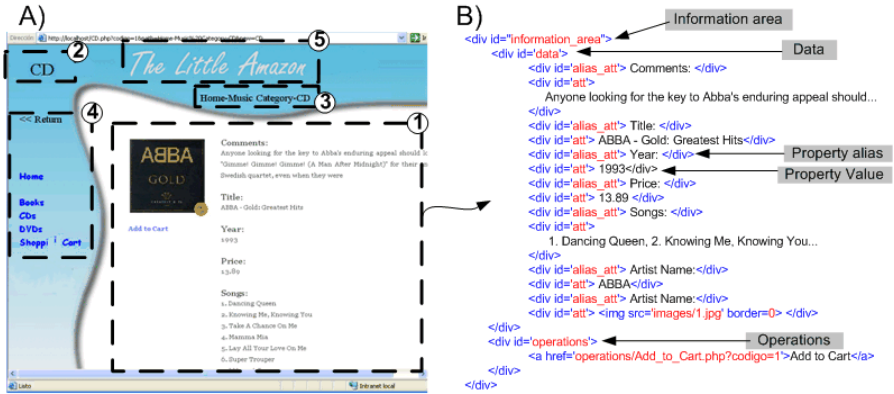 A)
Dirección http://localhost/CD.php?codigo=1
5
2
CD
The Little Amazon
Home-Music Category-CD
3
4
1
<< Return
Home
Books
CDs
DVDs
Shoppi Cart
ABBA
GOLD
Add to Cart
Comments:
Anyone looking for the key to Abba's enduring appeal should
"Gimme! Gimme! Gimme! (A Man After Midnight)" for their
Swedish quartet, even when they were
Title:
ABBA - Gold: Greatest Hits
Year:
1993
Price:
13.89
Songs:
1. Dancing Queen
2. Knowing Me, Knowing You
3. Take A Chance On Me
4. Mamma Mia
5. Lay All Your Love On Me
6. Super Trouper
Listo
Intranet local
B)
Information area
<div id="information_area">
<div id='data'>
Data
<div id='alias_att'> Comments: </div>
<div id='att'>
Anyone looking for the key to Abba's enduring appeal should...
</div>
<div id='alias_att'> Title: </div>
<div id='att'> ABBA - Gold: Greatest Hits</div>
<div id='alias_att'> Year: </div>
Property alias
<div id='att'> 1993</div>
Property Value
<div id='alias_att'> Price: </div>
<div id='att'> 13.89 </div>
<div id='alias_att'> Songs: </div>
<div id='att'>
1. Dancing Queen, 2. Knowing Me, Knowing You...
</div>
<div id='alias_att'> Artist Name:</div>
<div id='att'> ABBA</div>
<div id='alias_att'> Artist Name:</div>
<div id='att'> <img src='images/1.jpg' border=0> </div>
</div>
<div id='operations'>
Operations
<a href='operations/Add_to_Cart.php?codigo=1'>Add to Cart</a>
</div>
</div>